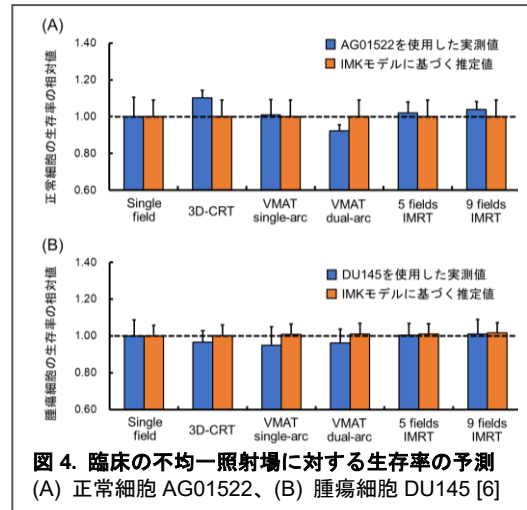 (A)
正常細胞の生存率の相対値
1.40
1.20
1.00
0.80
0.60
AG01522を使用した実測値
IMKモデルに基づく推定値
Single field
3D-CRT
VMAT single-arc
VMAT dual-arc
5 fields IMRT
9 fields IMRT
(B)
腫瘍細胞の生存率の相対値
1.40
1.20
1.00
0.80
0.60
DU145を使用した実測値
IMKモデルに基づく推定値
Single field
3D-CRT
VMAT single-arc
VMAT dual-arc
5 fields IMRT
9 fields IMRT
図 4. 臨床の不均一照射場に対する生存率の予測
(A) 正常細胞 AG01522、(B) 腫瘍細胞 DU145 [6]